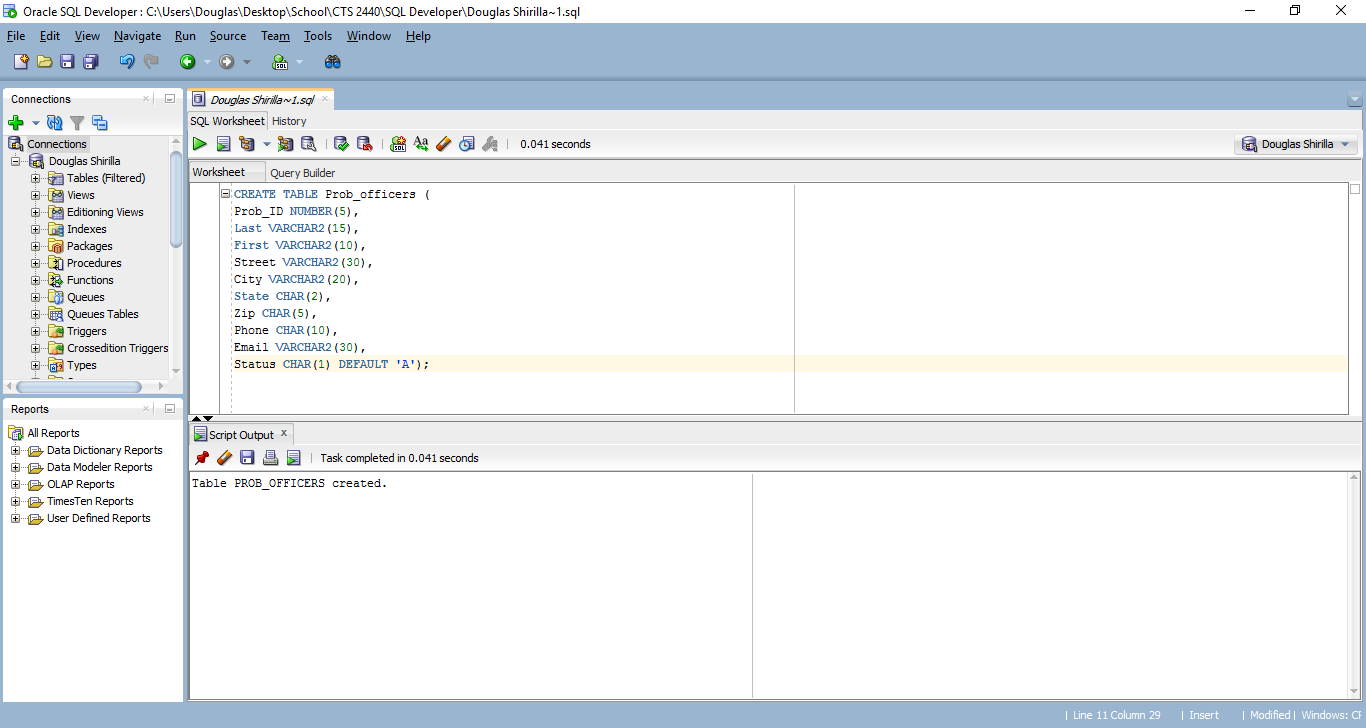 Oracle SQL Developer : C:\Users\Douglas\Desktop\School\CTS 2440\SQL Developer\Douglas Shirilla~1.sql
File Edit View Navigate Run Source Team Tools Window Help
Connections
Connections
Douglas Shirilla
Tables (Filtered)
Views
Editioning Views
Indexes
Packages
Procedures
Functions
Queues
Queues Tables
Triggers
Crossedition Triggers
Types
Reports
All Reports
Data Dictionary Reports
Data Modeler Reports
OLAP Reports
TimesTen Reports
User Defined Reports
Douglas Shirilla~1.sql
SQL Worksheet History
0.041 seconds
Douglas Shirilla
Worksheet Query Builder
CREATE TABLE Prob_officers (
Prob_ID NUMBER(5),
Last VARCHAR2(15),
First VARCHAR2(10),
Street VARCHAR2(30),
City VARCHAR2(20),
State CHAR(2),
Zip CHAR(5),
Phone CHAR(10),
Email VARCHAR2(30),
Status CHAR(1) DEFAULT 'A');
Script Output
Task completed in 0.041 seconds
Table PROB_OFFICERS created.
| Line 11 Column 29 | Insert | Modified | Windows: